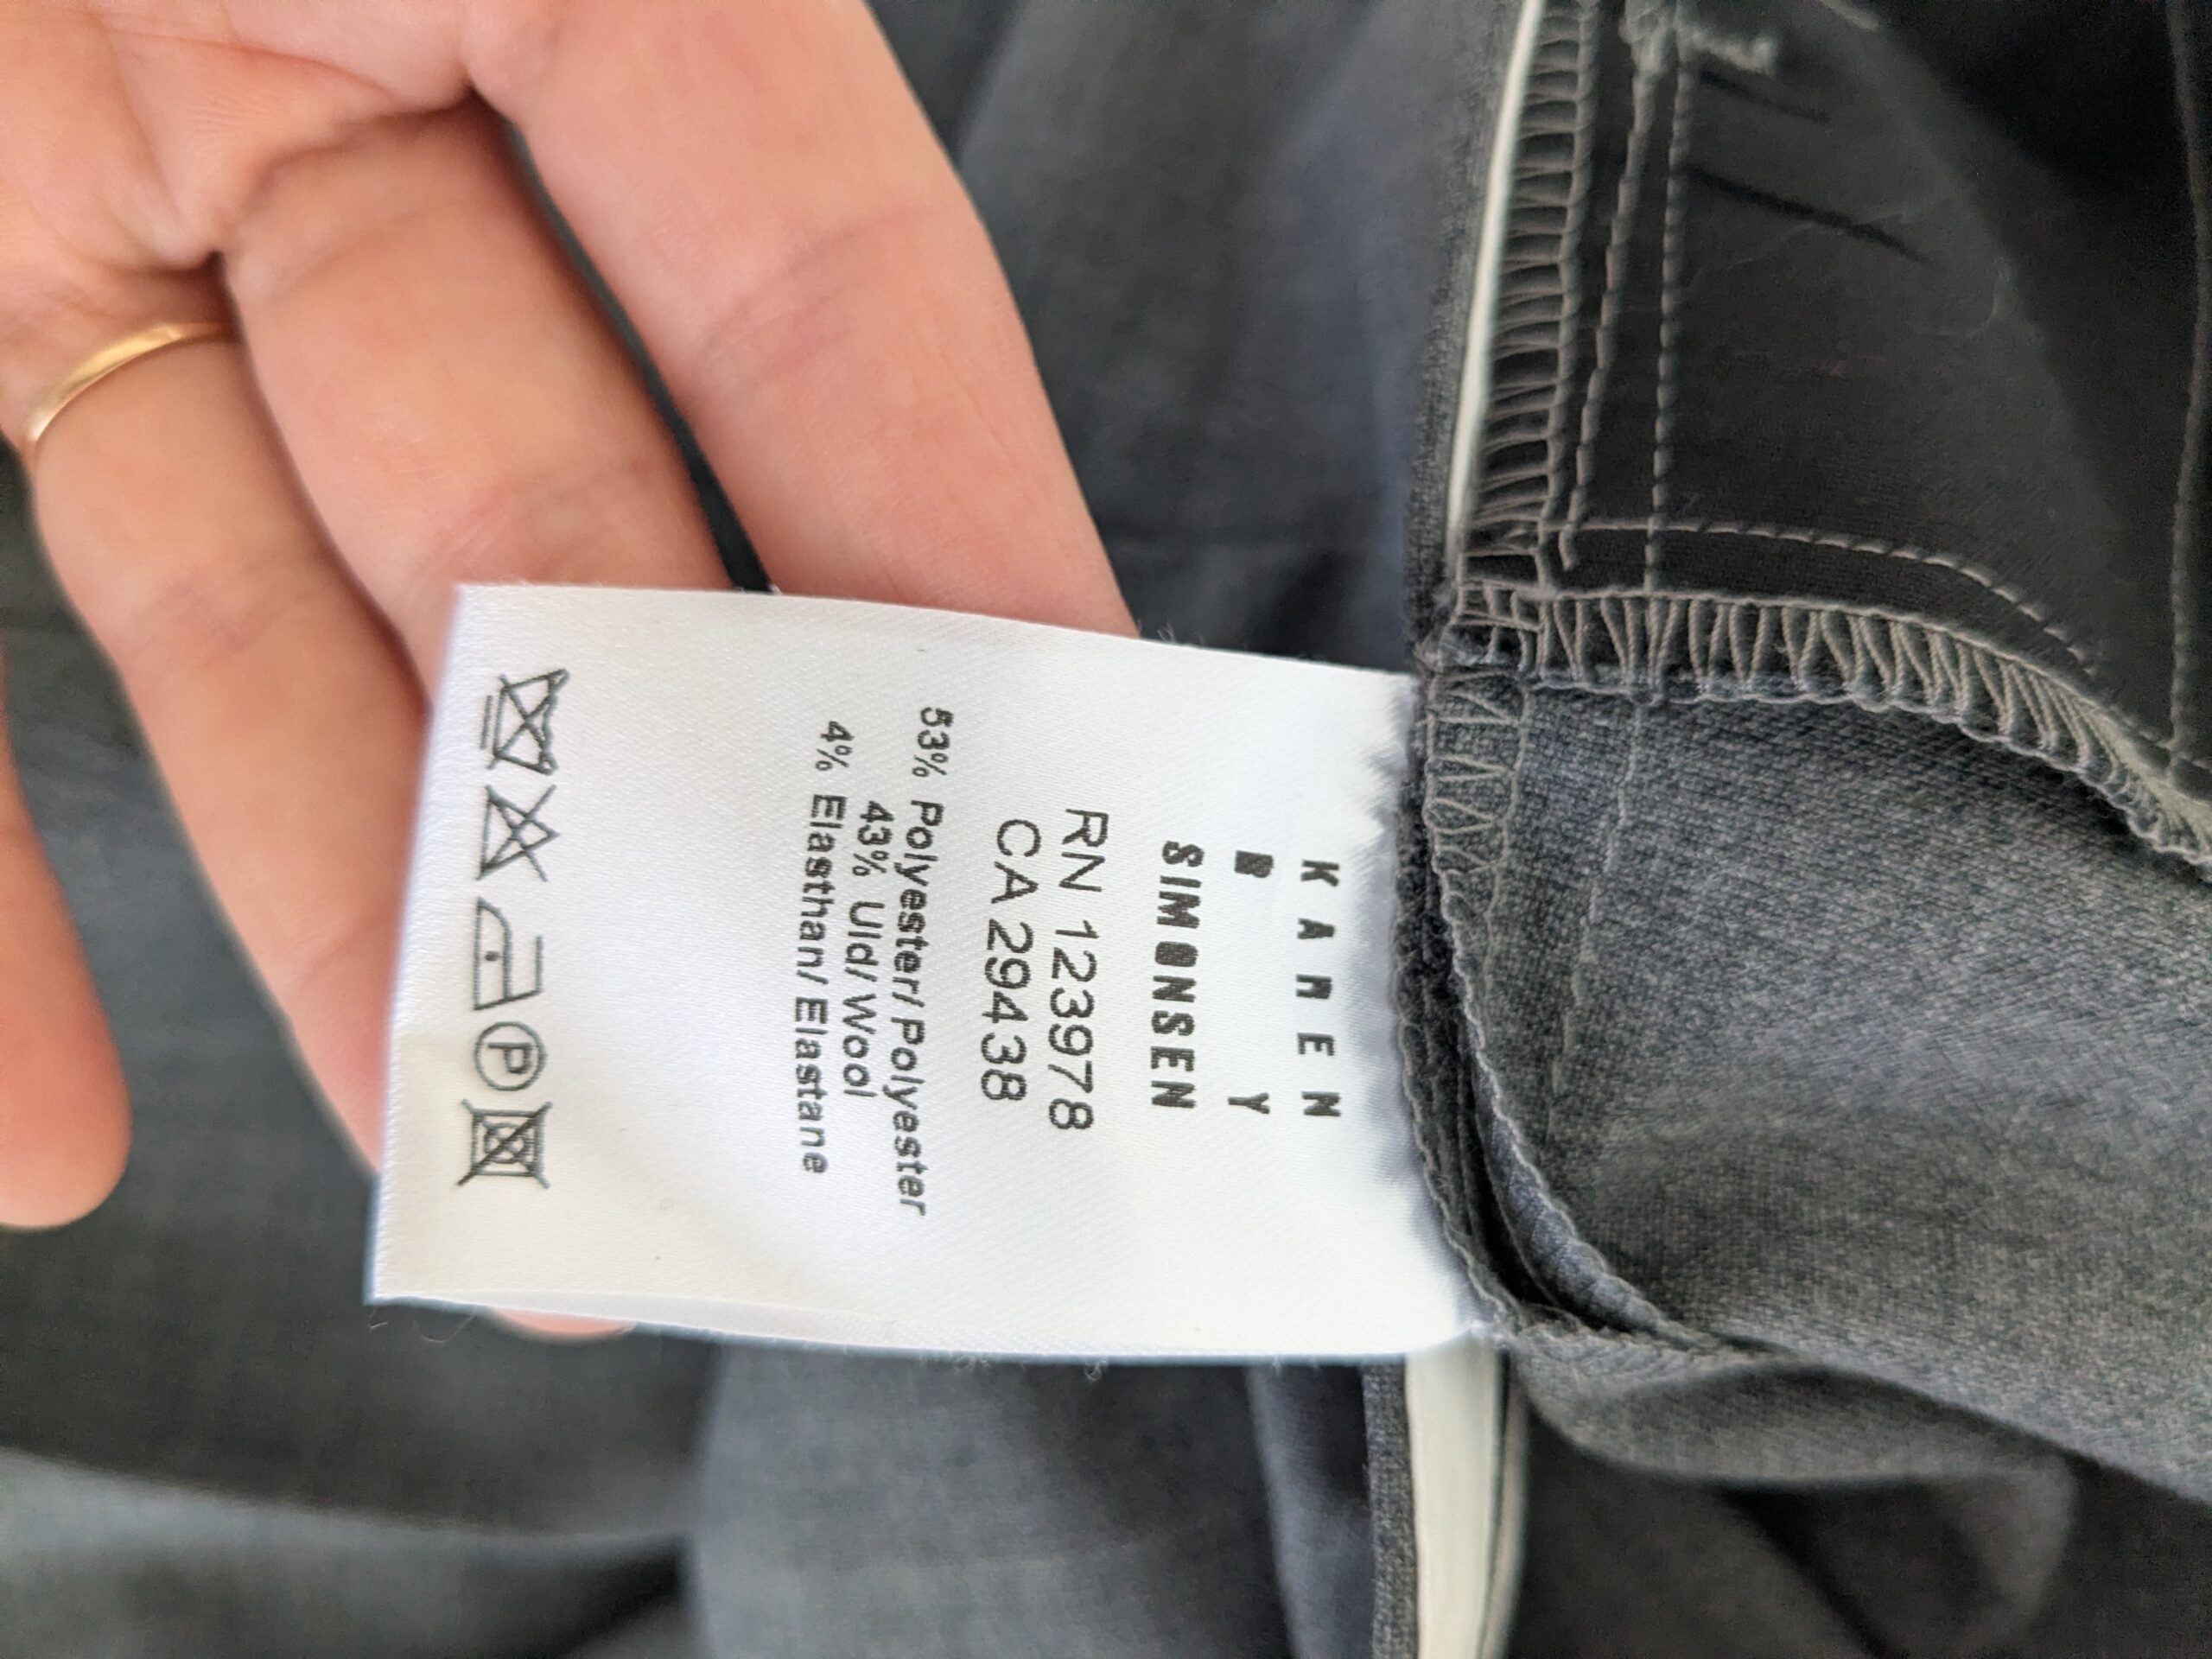 KAREN
BY
SIMONSEN
RN 123978
CA 29438
53% Polyester/Polyester
43% Uld/Wool
4% Elasthan/Elastane
P